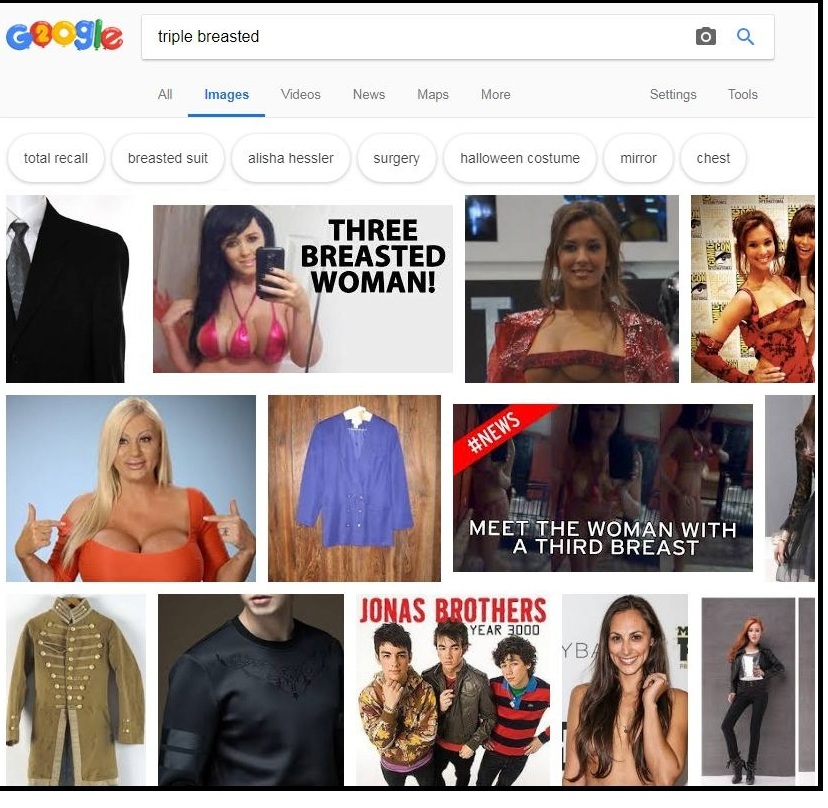 G2ogle
triple breasted
All Images Videos News Maps More Settings Tools
total recall breasted suit alisha hessler surgery halloween costume mirror chest
THREE
BREASTED
WOMAN!
#NEWS
MEET THE WOMAN WITH
A THIRD BREAST
JONAS BROTHERS
YEAR 3000